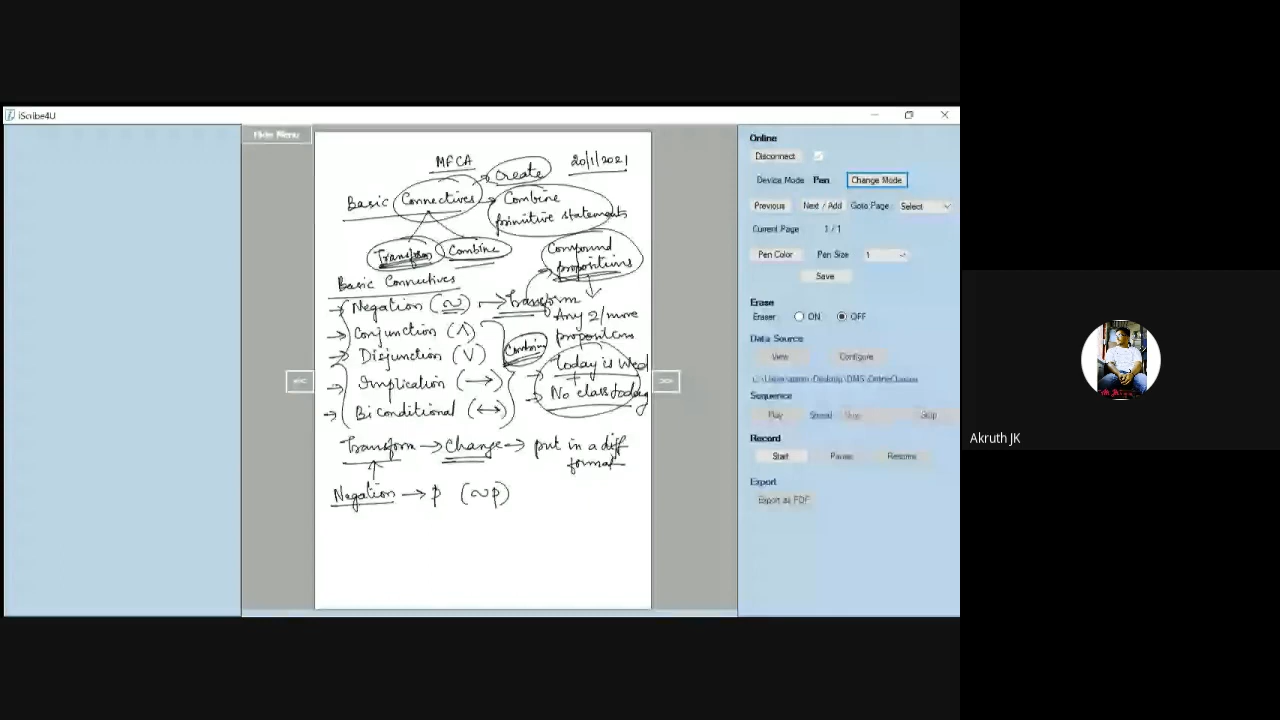 iScribe4U
Hide Menu
MFCA 20/1/2021
Create
Basic Connectives
Combine
primitive statements
Transform Combine
Compound
propositions
Basic Connectives
Negation (~) → Transform
Any 2/more
propositions
Conjunction (∧)
Disjunction (∨)
Combine
Implication (→)
Biconditional (↔)
Today is Wed
+
No class today
Transform → Change → put in a diff
format
Negation → p (~p)
<<
>>
Online
Disconnect
Device Mode Pen Change Mode
Previous Next / Add Goto Page: Select
Current Page 1 / 1
Pen Color Pen Size 1
Save
Erase
Eraser: ON OFF
Data Source
View Configure
Sequence
Play Speed Stop
Record
Start Pause Resume
Export
Export as PDF
Akruth JK